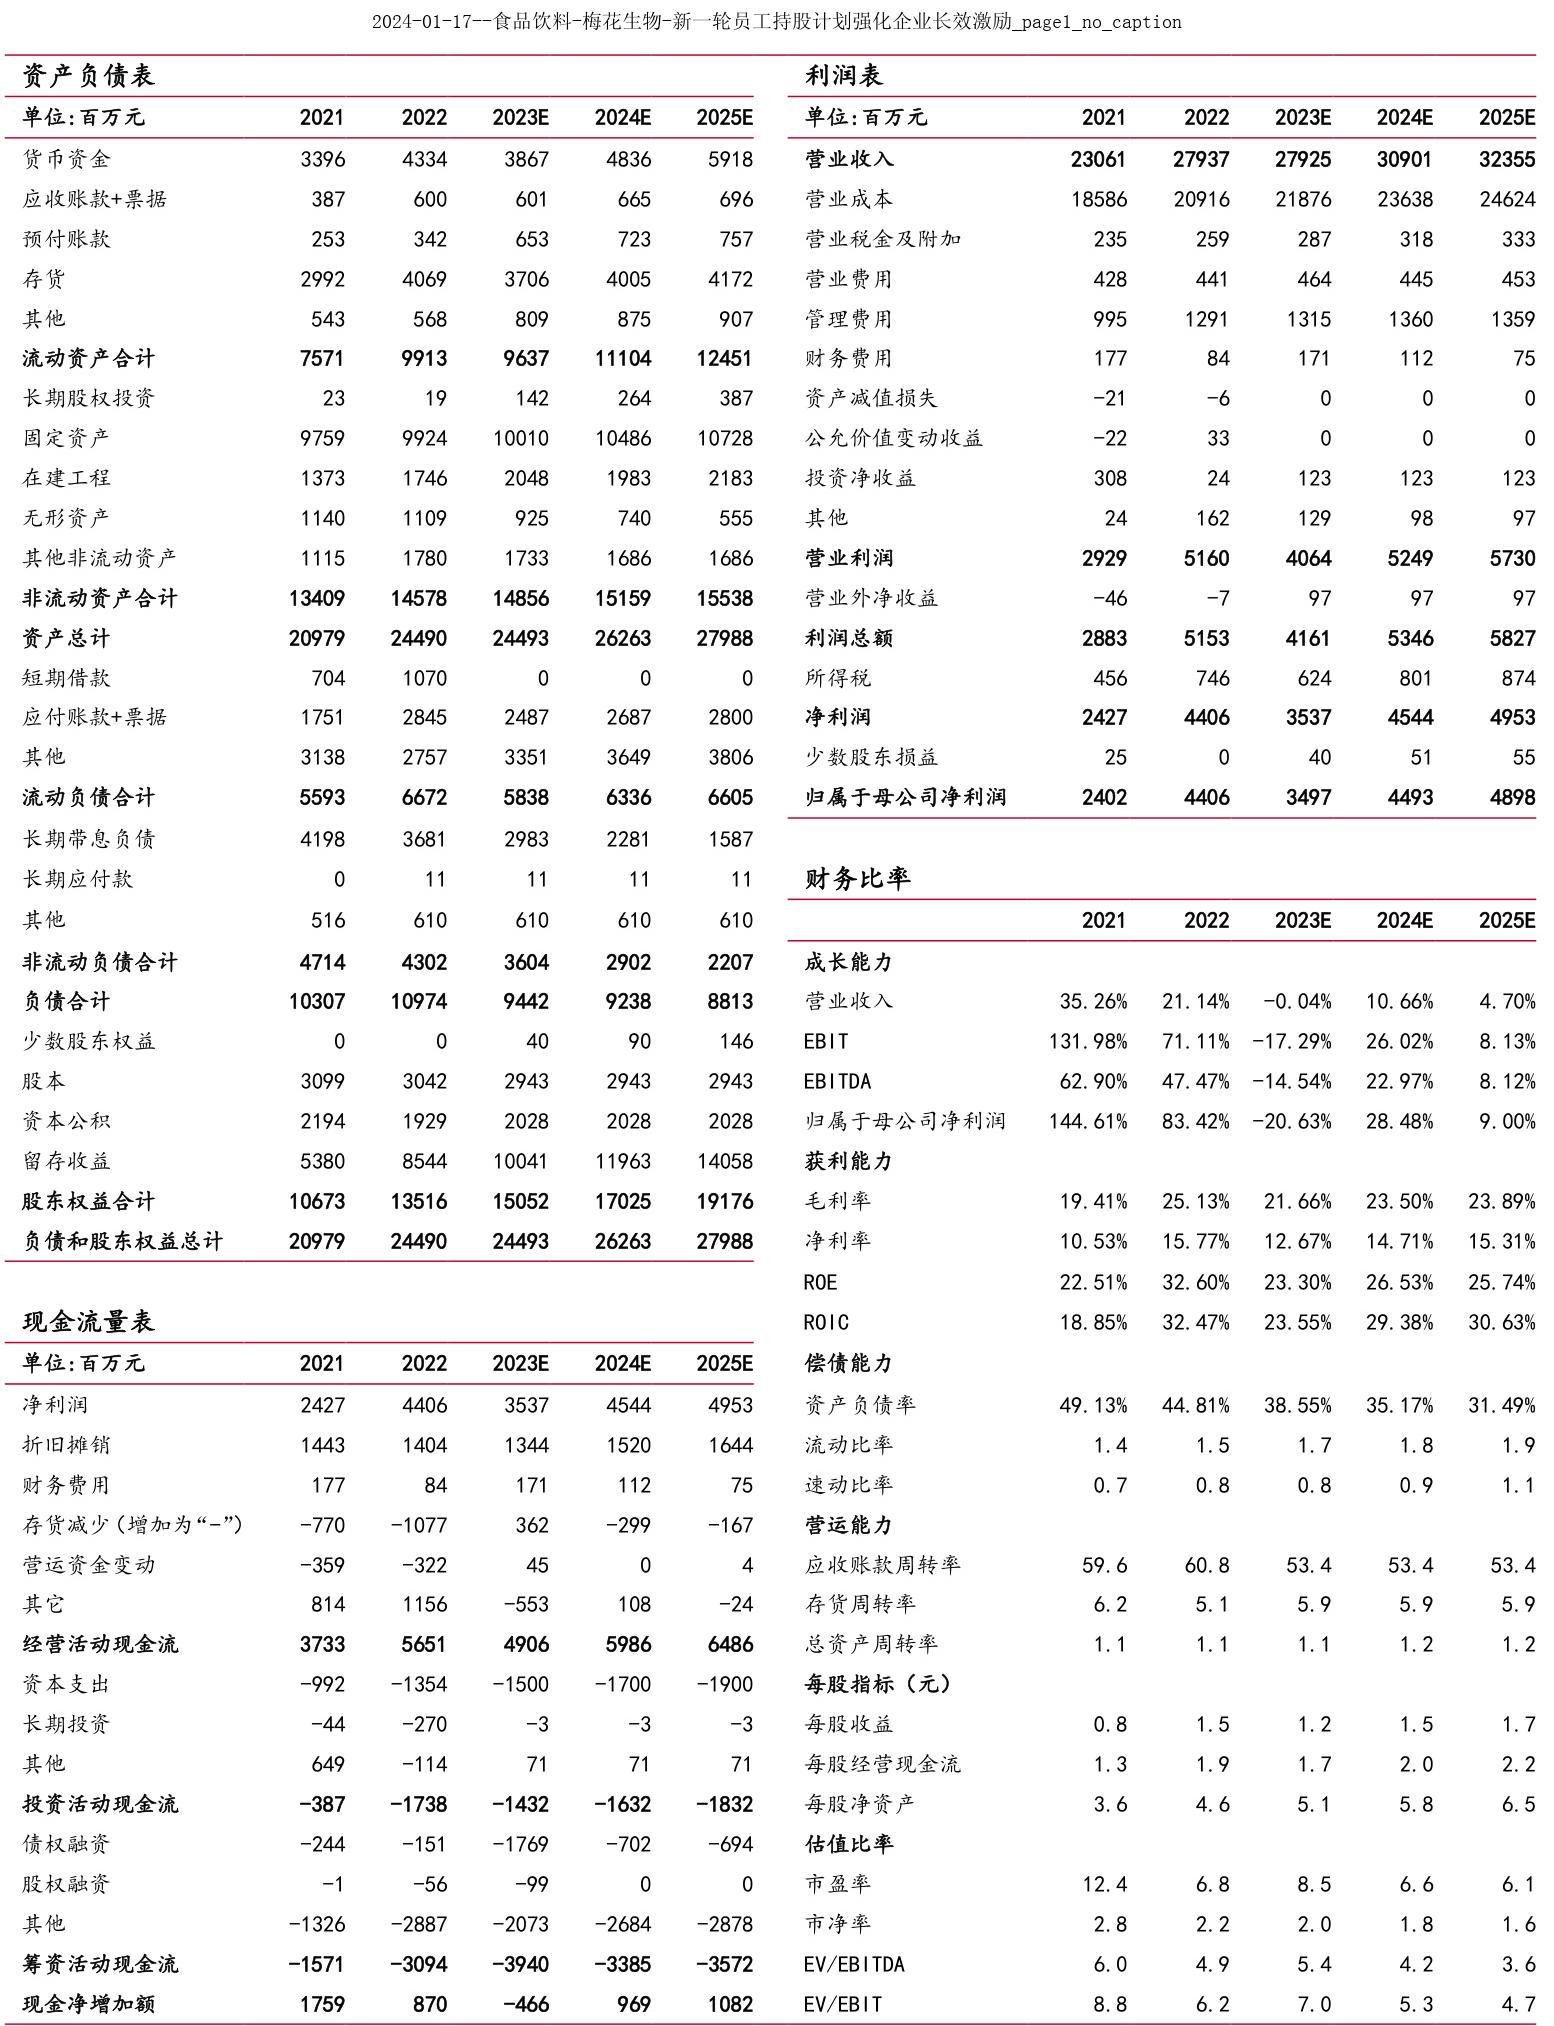 2024-01-17--食品饮料-梅花生物-新一轮员工持股计划强化企业长效激励_page1_no_caption
资产负债表
单位:百万元 2021 2022 2023E 2024E 2025E
货币资金 3396 4334 3867 4836 5918
应收账款+票据 387 600 601 665 696
预付账款 253 342 653 723 757
存货 2992 4069 3706 4005 4172
其他 543 568 809 875 907
流动资产合计 7571 9913 9637 11104 12451
长期股权投资 23 19 142 264 387
固定资产 9759 9924 10010 10486 10728
在建工程 1373 1746 2048 1983 2183
无形资产 1140 1109 925 740 555
其他非流动资产 1115 1780 1733 1686 1686
非流动资产合计 13409 14578 14856 15159 15538
资产总计 20979 24490 24493 26263 27988
短期借款 704 1070 0 0 0
应付账款+票据 1751 2845 2487 2687 2800
其他 3138 2757 3351 3649 3806
流动负债合计 5593 6672 5838 6336 6605
长期带息负债 4198 3681 2983 2281 1587
长期应付款 0 11 11 11 11
其他 516 610 610 610 610
非流动负债合计 4714 4302 3604 2902 2207
负债合计 10307 10974 9442 9238 8813
少数股东权益 0 0 40 90 146
股本 3099 3042 2943 2943 2943
资本公积 2194 1929 2028 2028 2028
留存收益 5380 8544 10041 11963 14058
股东权益合计 10673 13516 15052 17025 19176
负债和股东权益总计 20979 24490 24493 26263 27988
现金流量表
单位:百万元 2021 2022 2023E 2024E 2025E
净利润 2427 4406 3537 4544 4953
折旧摊销 1443 1404 1344 1520 1644
财务费用 177 84 171 112 75
存货减少(增加为“-”) -770 -1077 362 -299 -167
营运资金变动 -359 -322 45 0 4
其它 814 1156 -553 108 -24
经营活动现金流 3733 5651 4906 5986 6486
资本支出 -992 -1354 -1500 -1700 -1900
长期投资 -44 -270 -3 -3 -3
其他 649 -114 71 71 71
投资活动现金流 -387 -1738 -1432 -1632 -1832
债权融资 -244 -151 -1769 -702 -694
股权融资 -1 -56 -99 0 0
其他 -1326 -2887 -2073 -2684 -2878
筹资活动现金流 -1571 -3094 -3940 -3385 -3572
现金净增加额 1759 870 -466 969 1082
利润表
单位:百万元 2021 2022 2023E 2024E 2025E
营业收入 23061 27937 27925 30901 32355
营业成本 18586 20916 21876 23638 24624
营业税金及附加 235 259 287 318 333
营业费用 428 441 464 445 453
管理费用 995 1291 1315 1360 1359
财务费用 177 84 171 112 75
资产减值损失 -21 -6 0 0 0
公允价值变动收益 -22 33 0 0 0
投资净收益 308 24 123 123 123
其他 24 162 129 98 97
营业利润 2929 5160 4064 5249 5730
营业外净收益 -46 -7 97 97 97
利润总额 2883 5153 4161 5346 5827
所得税 456 746 624 801 874
净利润 2427 4406 3537 4544 4953
少数股东损益 25 0 40 51 55
归属于母公司净利润 2402 4406 3497 4493 4898
财务比率
2021 2022 2023E 2024E 2025E
成长能力
营业收入 35.26% 21.14% -0.04% 10.66% 4.70%
EBIT 131.98% 71.11% -17.29% 26.02% 8.13%
EBITDA 62.90% 47.47% -14.54% 22.97% 8.12%
归属于母公司净利润 144.61% 83.42% -20.63% 28.48% 9.00%
获利能力
毛利率 19.41% 25.13% 21.66% 23.50% 23.89%
净利率 10.53% 15.77% 12.67% 14.71% 15.31%
ROE 22.51% 32.60% 23.30% 26.53% 25.74%
ROIC 18.85% 32.47% 23.55% 29.38% 30.63%
偿债能力
资产负债率 49.13% 44.81% 38.55% 35.17% 31.49%
流动比率 1.4 1.5 1.7 1.8 1.9
速动比率 0.7 0.8 0.8 0.9 1.1
营运能力
应收账款周转率 59.6 60.8 53.4 53.4 53.4
存货周转率 6.2 5.1 5.9 5.9 5.9
总资产周转率 1.1 1.1 1.1 1.2 1.2
每股指标（元）
每股收益 0.8 1.5 1.2 1.5 1.7
每股经营现金流 1.3 1.9 1.7 2.0 2.2
每股净资产 3.6 4.6 5.1 5.8 6.5
估值比率
市盈率 12.4 6.8 8.5 6.6 6.1
市净率 2.8 2.2 2.0 1.8 1.6
EV/EBITDA 6.0 4.9 5.4 4.2 3.6
EV/EBIT 8.8 6.2 7.0 5.3 4.7